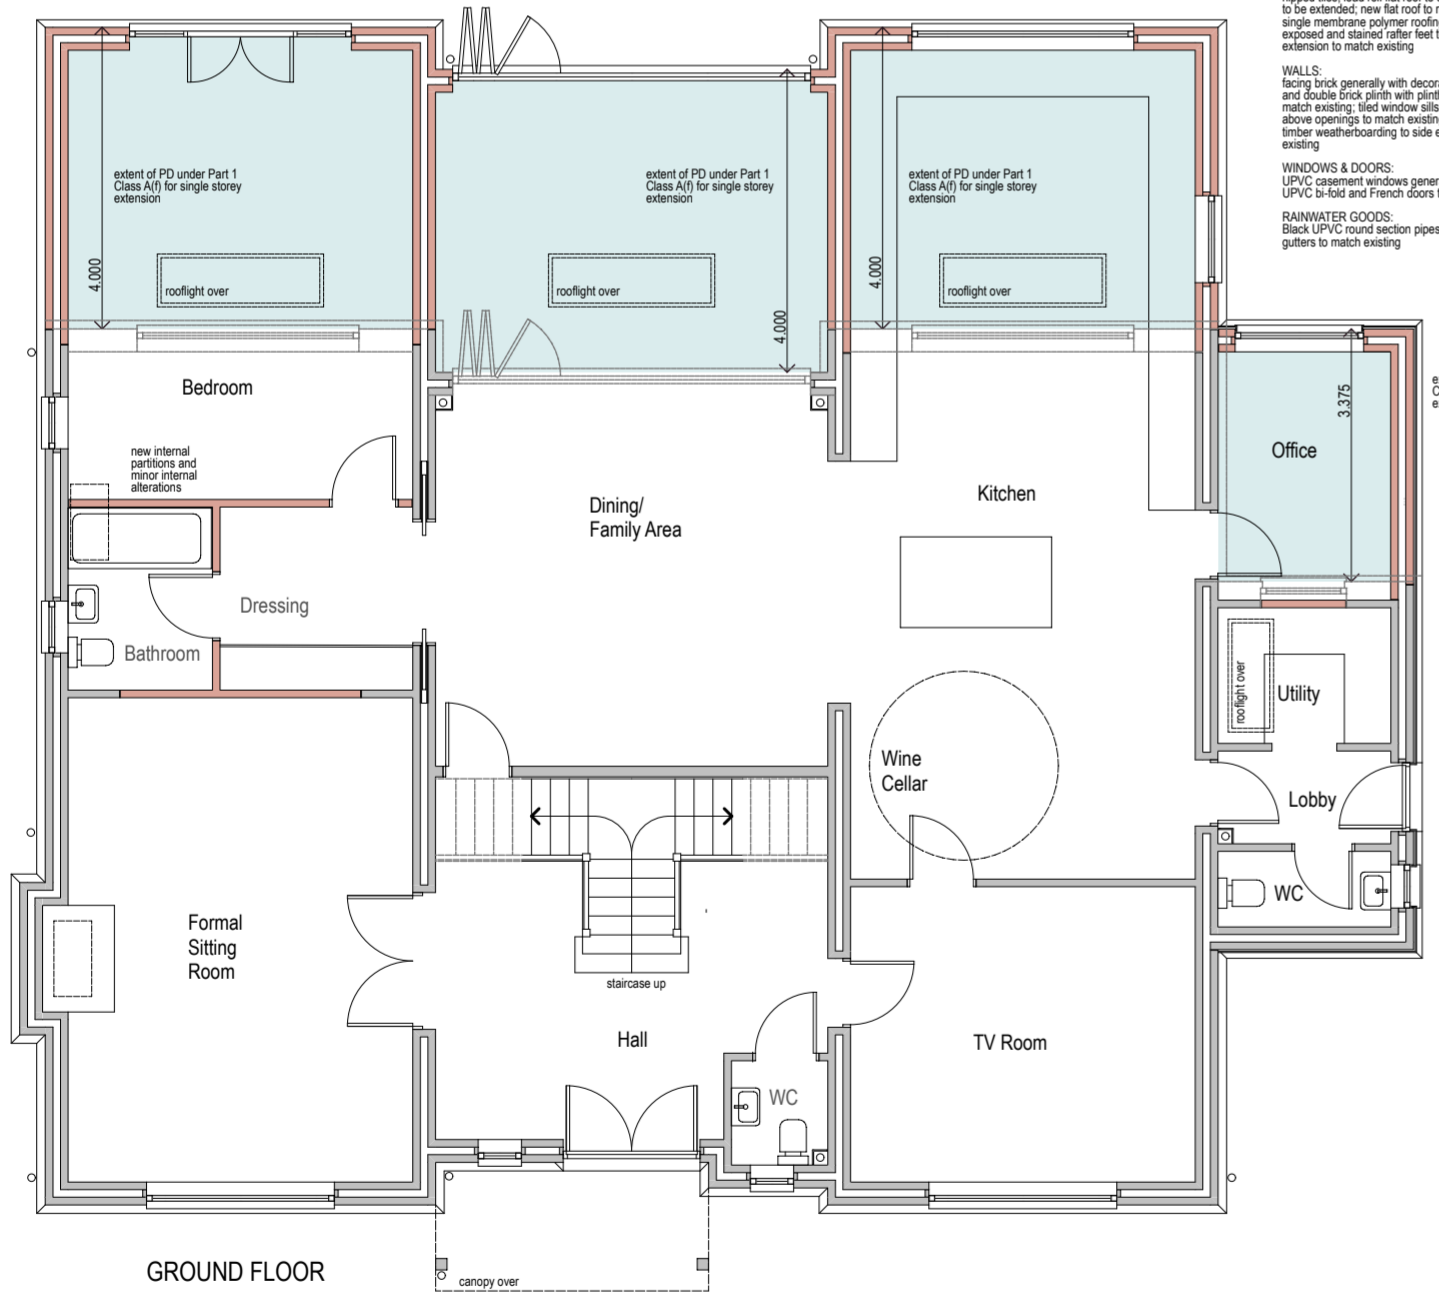 to be extended; new flat roof to
single membrane polymer roofin
exposed and stained rafter feet
extension to match existing
WALLS:
facing brick generally with decor
and double brick plinth with plint
match existing; tiled window sills
above openings to match existin
timber weatherboarding to side e
existing
WINDOWS & DOORS:
UPVC casement windows gener
UPVC bi-fold and French doors
RAINWATER GOODS:
Black UPVC round section pipes
gutters to match existing
extent of PD under Part 1
Class A(f) for single storey
extension
4.000
rooflight over
extent of PD under Part 1
Class A(f) for single storey
extension
4.000
rooflight over
extent of PD under Part 1
Class A(f) for single storey
extension
4.000
rooflight over
Bedroom
new internal
partitions and
minor internal
alterations
Dining/
Family Area
Kitchen
Office
3.375
Dressing
Bathroom
rooflight over
Utility
Wine
Cellar
Lobby
WC
Formal
Sitting
Room
staircase up
Hall
TV Room
WC
GROUND FLOOR
canopy over